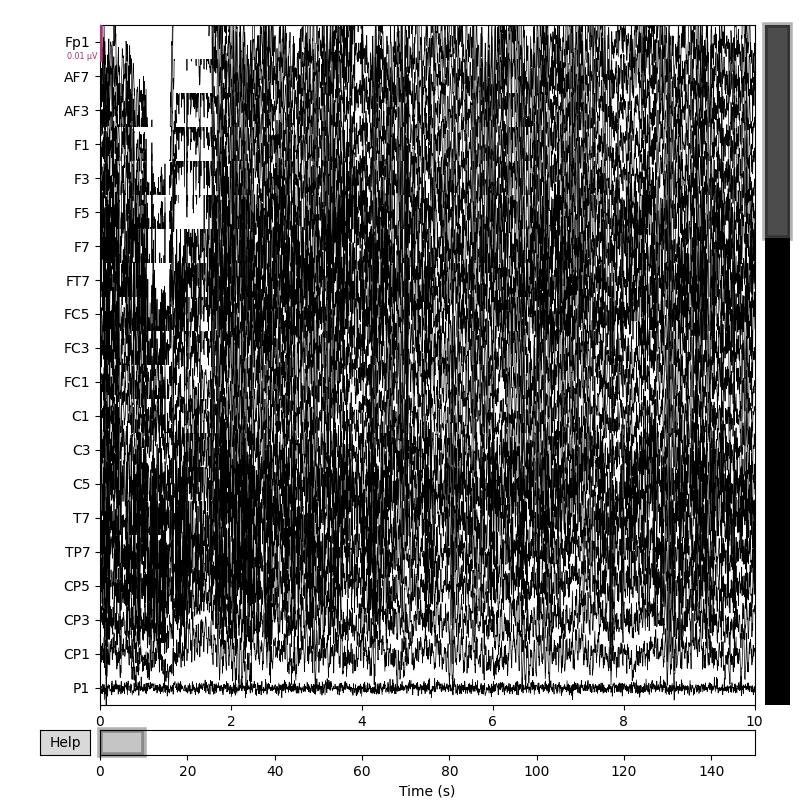 Fp1
0.01 µV
AF7
AF3
F1
F3
F5
F7
FT7
FC5
FC3
FC1
C1
C3
C5
T7
TP7
CP5
CP3
CP1
P1
0 2 4 6 8 10
Help
0 20 40 60 80 100 120 140
Time (s)